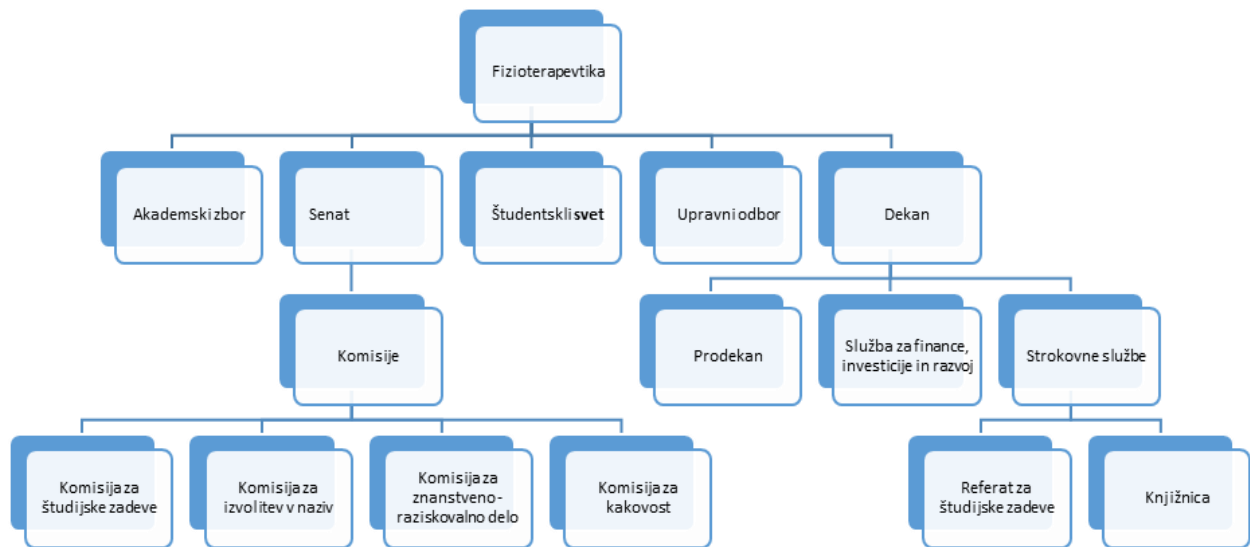 Fizioterapevtika
Akademski zbor
Senat
Študentskli svet
Upravni odbor
Dekan
Komisije
Prodekan
Služba za finance,
investicije in razvoj
Strokovne službe
Komisija za
študijske zadeve
Komisija za
izvolitev v naziv
Komisija za
znanstveno-
raziskovalno delo
Komisija za
kakovost
Referat za
študijske zadeve
Knjižnica